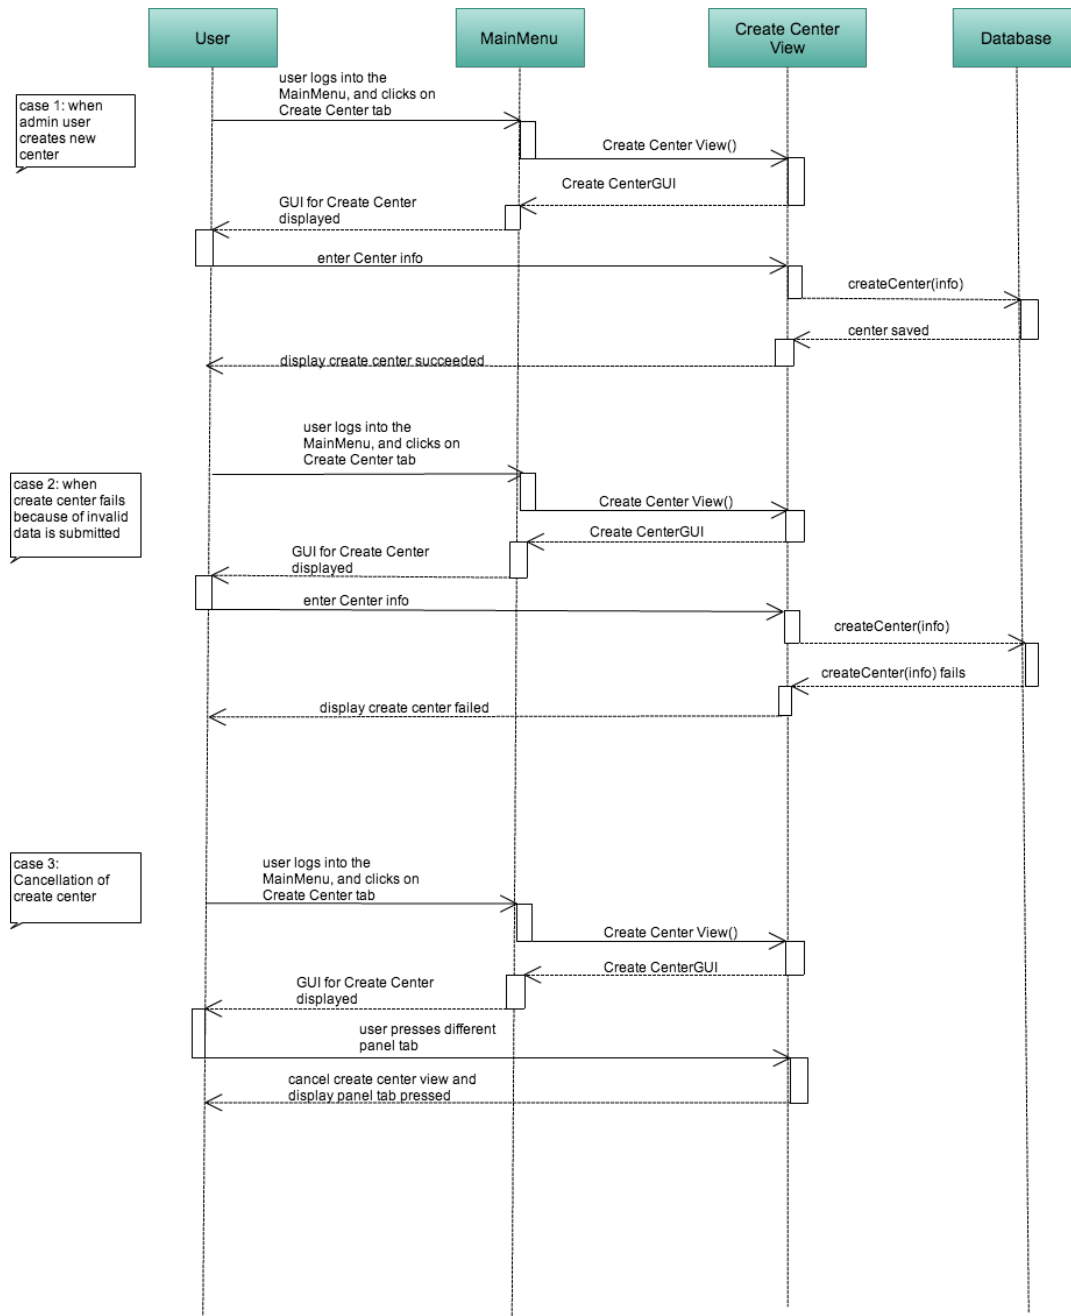 User
MainMenu
Create Center
View
Database
user logs into the
MainMenu, and clicks on
Create Center tab
case 1: when
admin user
creates new
center
Create Center View()
Create CenterGUI
GUI for Create Center
displayed
enter Center info
createCenter(info)
center saved
display create center succeeded
user logs into the
MainMenu, and clicks on
Create Center tab
case 2: when
create center fails
because of invalid
data is submitted
Create Center View()
Create CenterGUI
GUI for Create Center
displayed
enter Center info
createCenter(info)
createCenter(info) fails
display create center failed
case 3:
Cancellation of
create center
user logs into the
MainMenu, and clicks on
Create Center tab
Create Center View()
Create CenterGUI
GUI for Create Center
displayed
user presses different
panel tab
cancel create center view and
display panel tab pressed